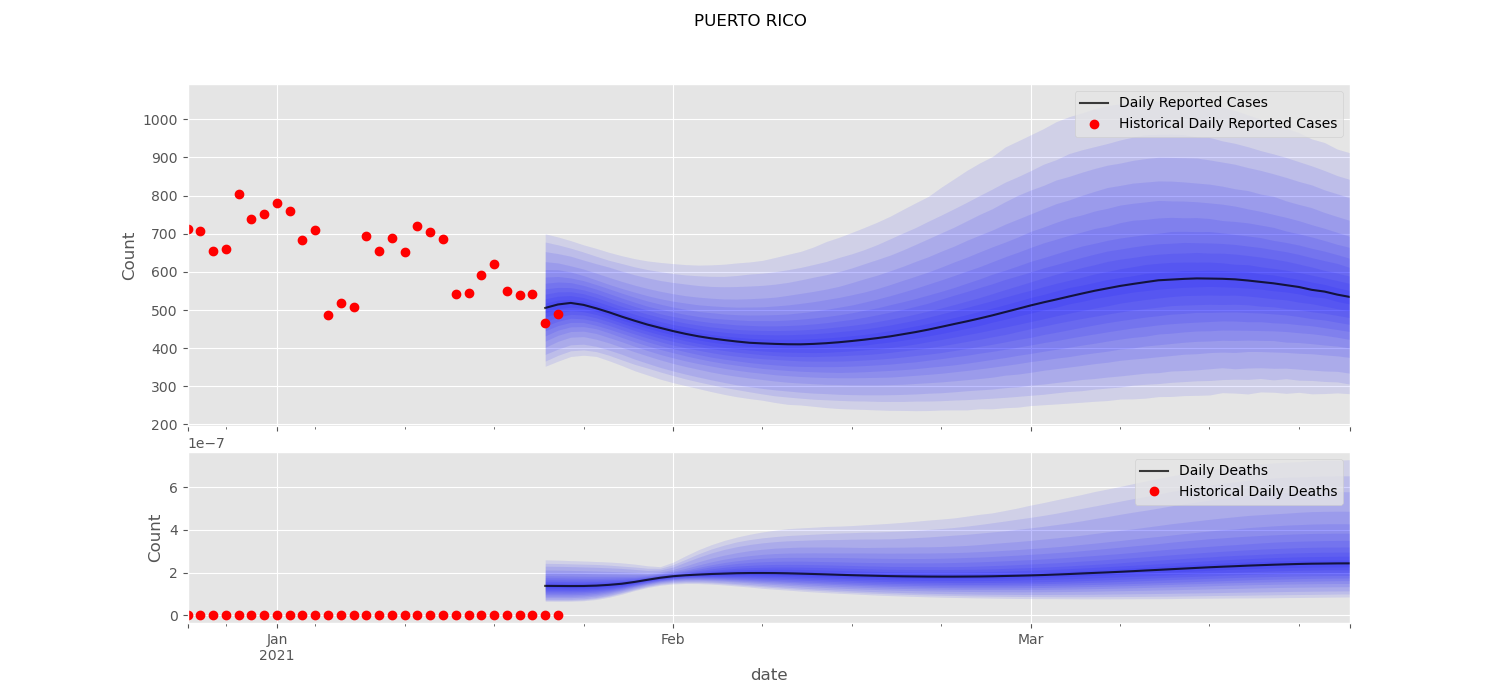 PUERTO RICO
Daily Reported Cases
Historical Daily Reported Cases
1000
900
800
700
600
500
400
300
200
Count
1e−7
Daily Deaths
Historical Daily Deaths
6
4
2
0
Count
Jan
2021
Feb
Mar
date